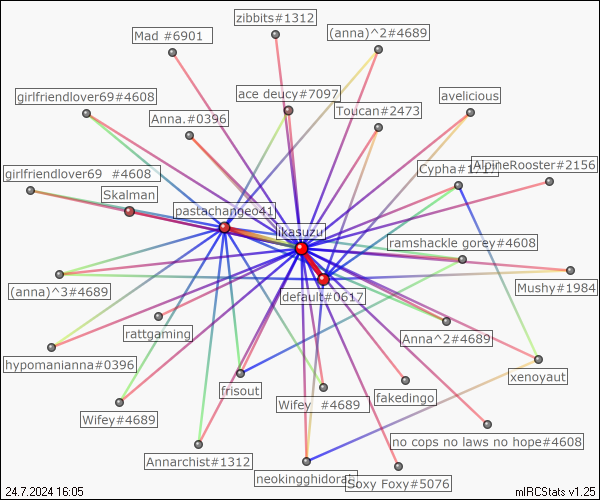 zibbits#1312
Mad #6901
(anna)^2#4689
girlfriendlover69#4608
ace deucy#7097
avelicious
Anna.#0396
Toucan#2473
girlfriendlover69 #4608
Cypha#1717
AlpineRooster#2156
Skalman
pastachangeo41
ikasuzu
ramshackle gorey#4608
(anna)^3#4689
default#0617
Mushy#1984
rattgaming
Anna^2#4689
hypomanianna#0396
xenoyaut
frisout
fakedingo
Wifey#4689
Wifey #4689
no cops no laws no hope#4608
Annarchist#1312
neokingghidorah
Soxy Foxy#5076
24.7.2024 16:05
mIRCStats v1.25